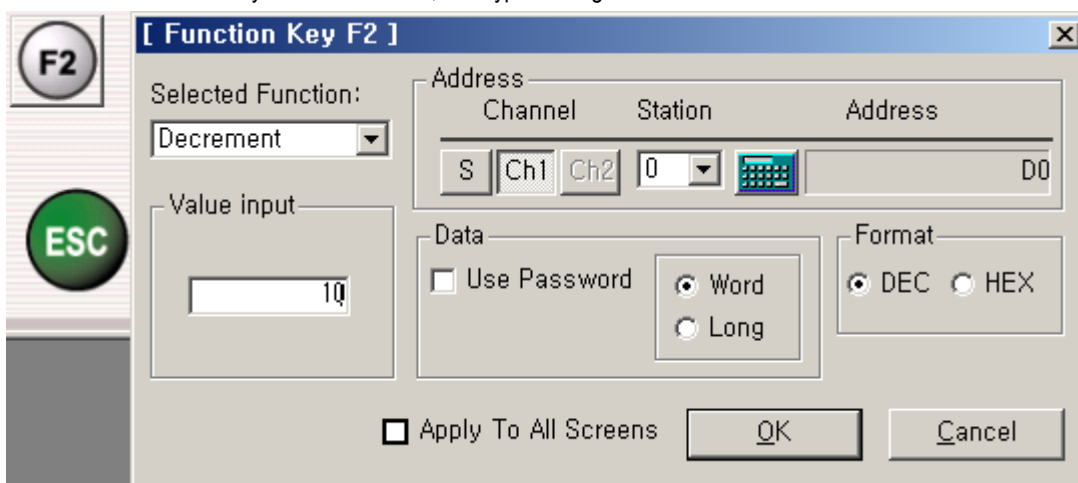 F2
[ Function Key F2 ]
Selected Function:
Decrement
Address
Channel Station Address
S Ch1 Ch2 0 D0
ESC
Value input
10
Data
Use Password
Word
Long
Format
DEC HEX
Apply To All Screens
OK Cancel